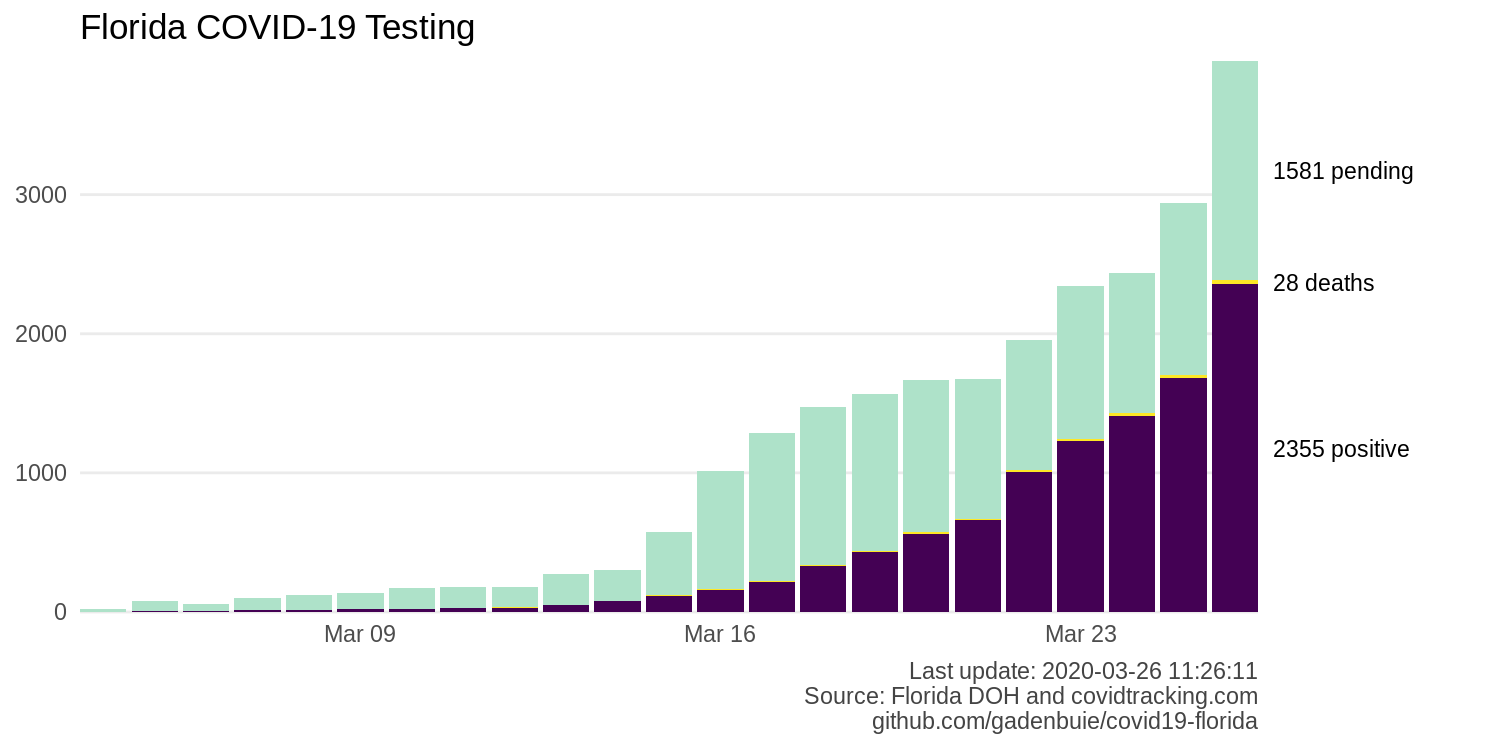 Florida COVID-19 Testing
3000
2000
1000
0
1581 pending
28 deaths
2355 positive
Mar 09
Mar 16
Mar 23
Last update: 2020-03-26 11:26:11
Source: Florida DOH and covidtracking.com
github.com/gadenbuie/covid19-florida